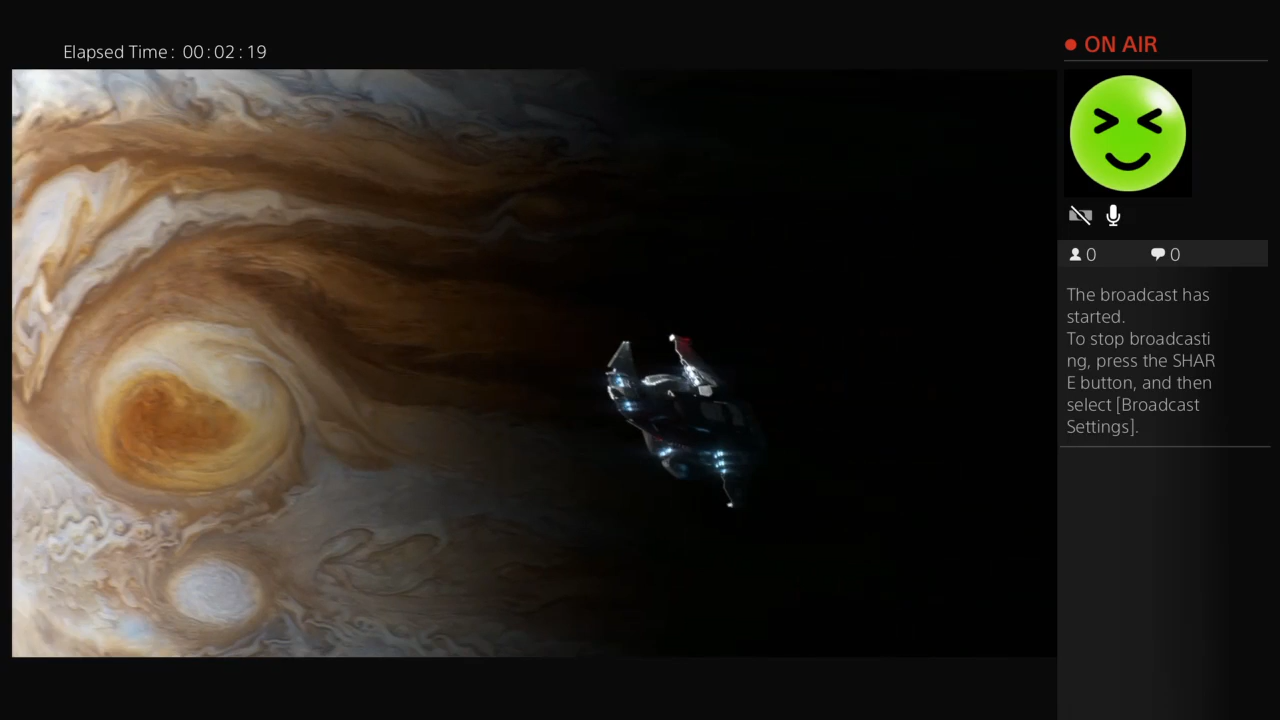 Elapsed Time: 00:02:19
ON AIR
0 0
The broadcast has
started.
To stop broadcasti
ng, press the SHAR
E button, and then
select [Broadcast
Settings].